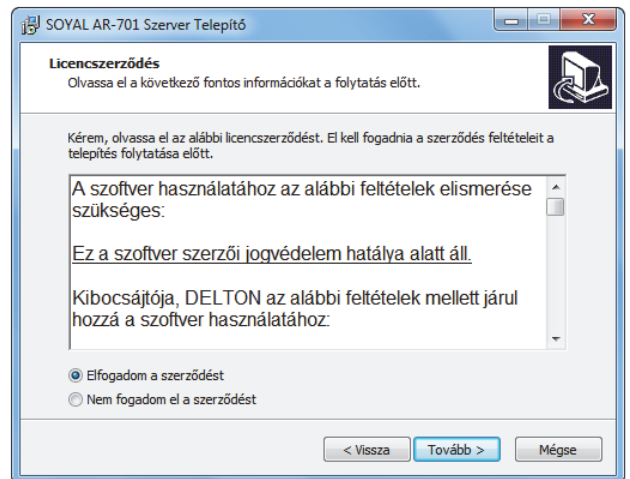 SOYAL AR-701 Szerver Telepítő
Licencszerződés
Olvassa el a következő fontos információkat a folytatás előtt.
Kérem, olvassa el az alábbi licencszerződést. El kell fogadnia a szerződés feltételeit a
telepítés folytatása előtt.
A szoftver használatához az alábbi feltételek elismerése
szükséges:
Ez a szoftver szerzői jogvédelem hatálya alatt áll.
Kibocsájtója, DELTON az alábbi feltételek mellett járul
hozzá a szoftver használatához:
Elfogadom a szerződést
Nem fogadom el a szerződést
< Vissza Tovább > Mégse